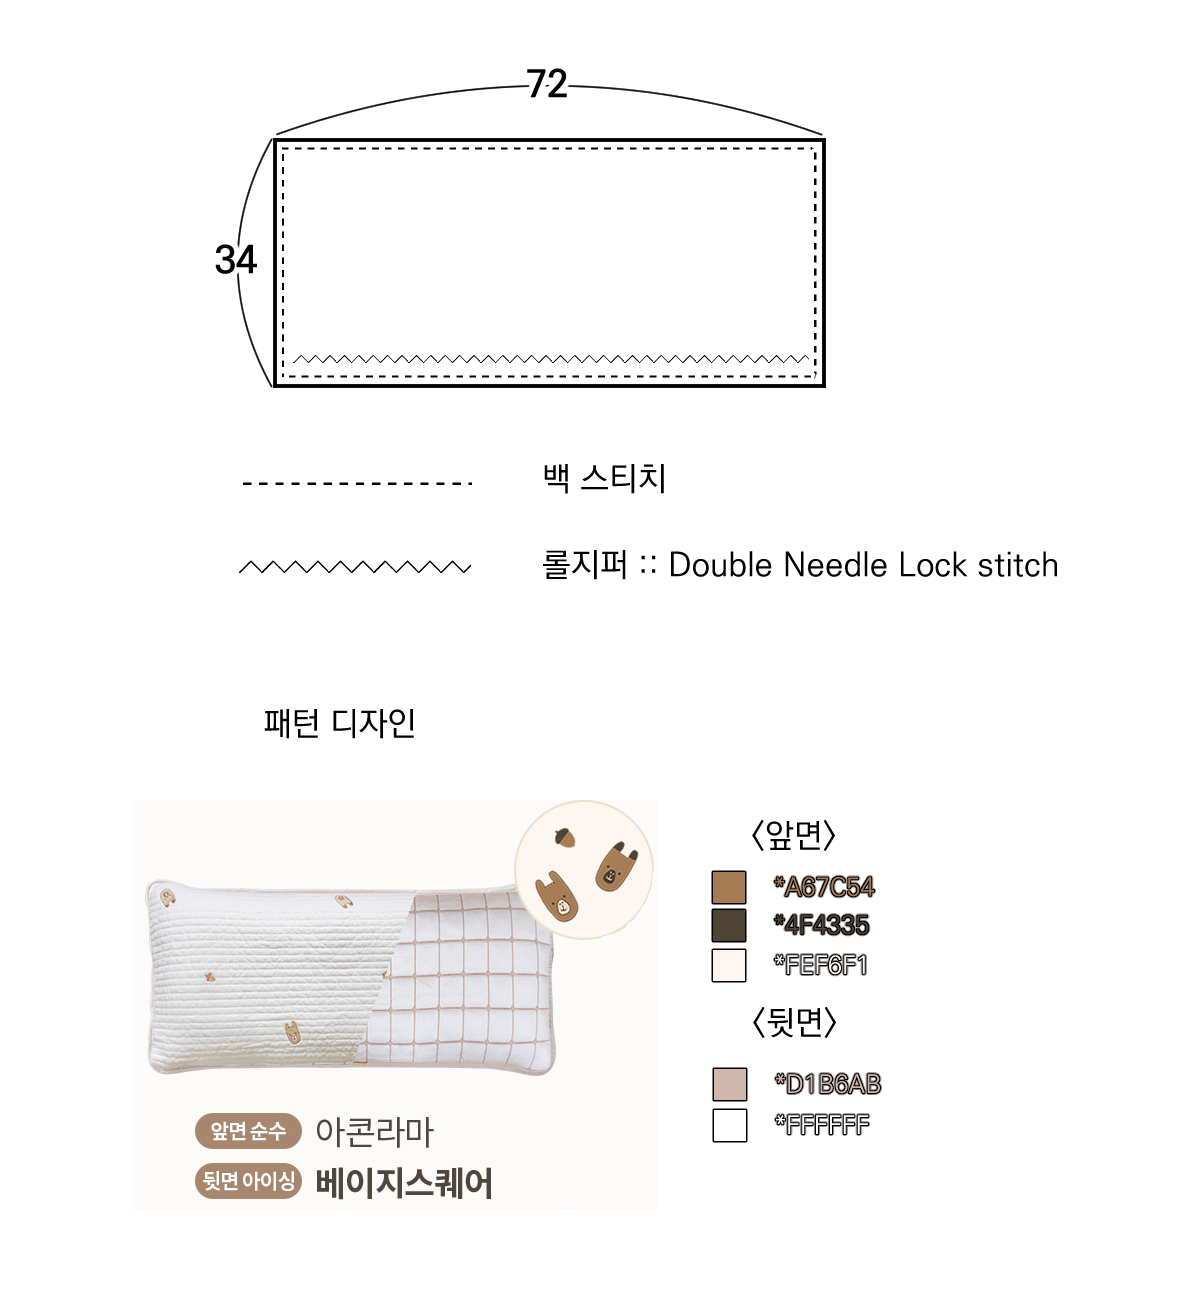 72
34
백 스티치
롤지퍼 :: Double Needle Lock stitch
패턴 디자인
〈앞면〉
*A67C54
*4F4335
*FEF6F1
〈뒷면〉
*D1B6AB
*FFFFFF
앞면 순수 아콘라마
뒷면 아이싱 베이지스퀘어